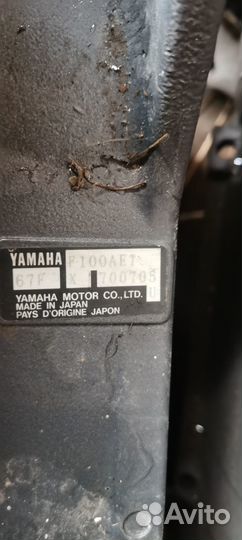 YAMAHA F100AET
67F X 700705 U
YAMAHA MOTOR CO., LTD.
MADE IN JAPAN
PAYS D'ORIGINE JAPON
Avito